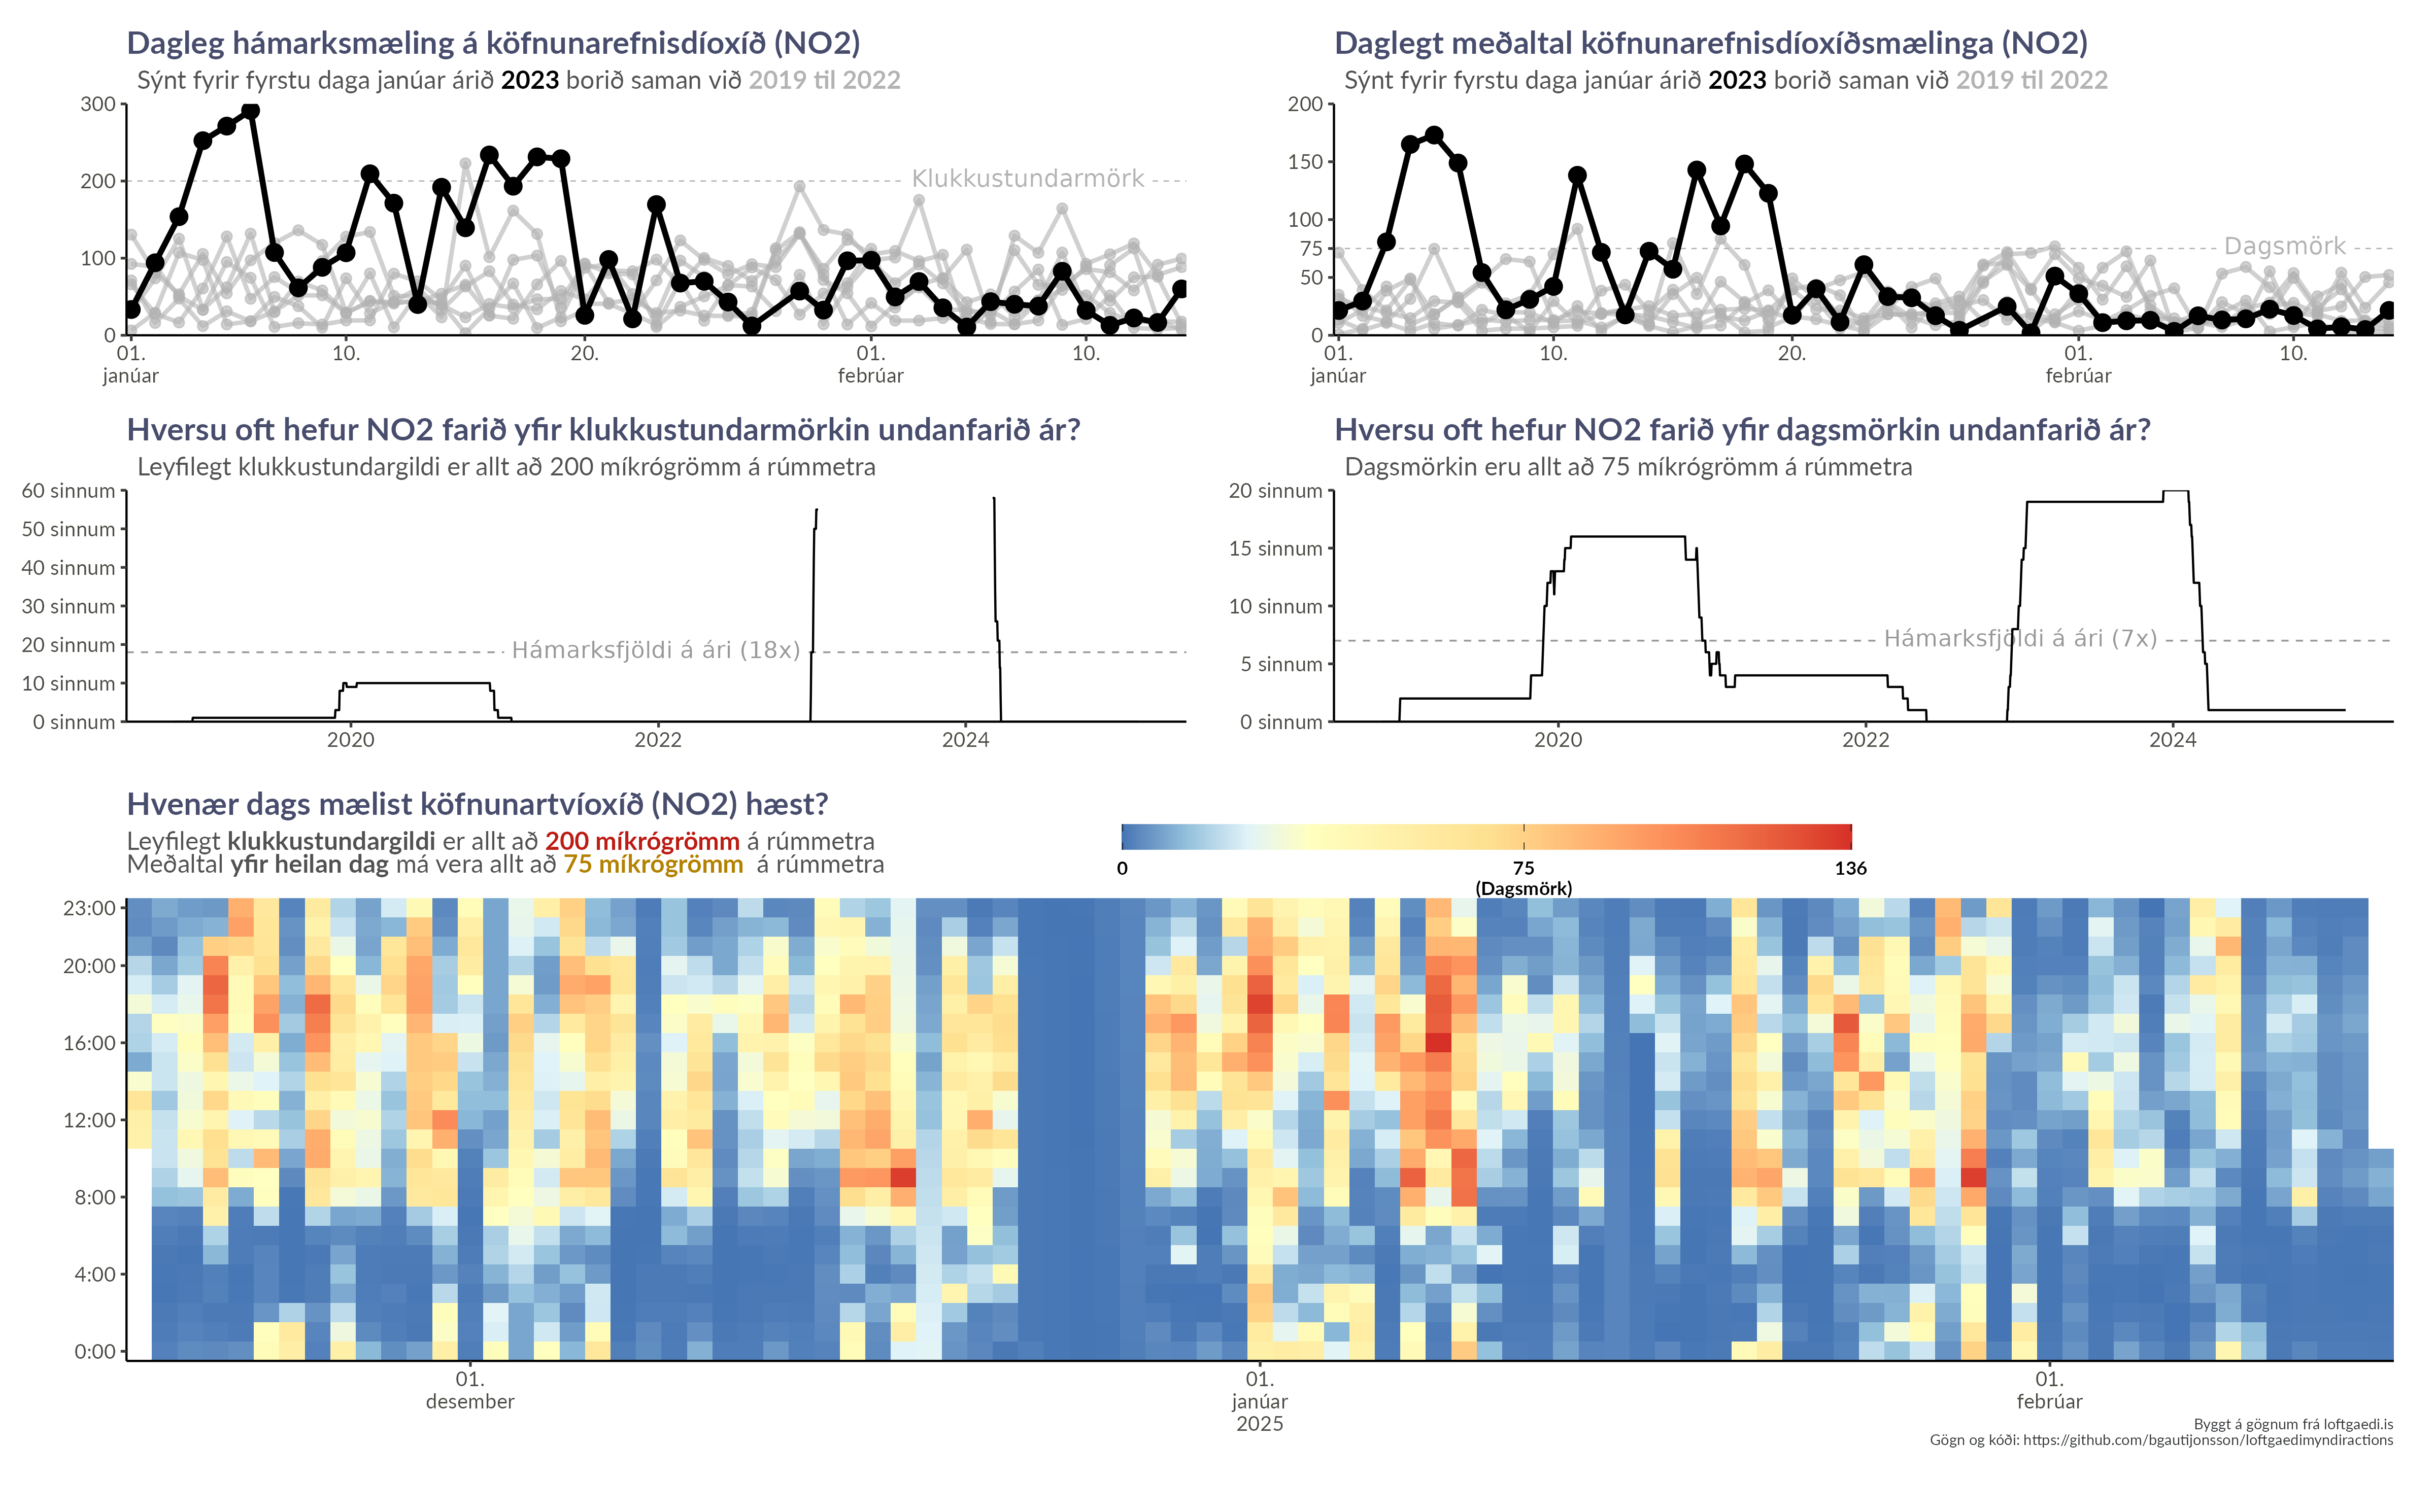 Dagleg hámarksmæling á köfnunarefnisdíoxíð (NO2)
Sýnt fyrir fyrstu daga janúar árið 2023 borið saman við 2019 til 2022
300
200
100
0
Klukkustundarmörk
01.
janúar
10.
20.
01.
febrúar
10.
Daglegt meðaltal köfnunarefnisdíoxíðsmælinga (NO2)
Sýnt fyrir fyrstu daga janúar árið 2023 borið saman við 2019 til 2022
200
150
100
75
50
0
Dagsmörk
01.
janúar
10.
20.
01.
febrúar
10.
Hversu oft hefur NO2 farið yfir klukkustundarmörkin undanfarið ár?
Leyfilegt klukkustundargildi er allt að 200 míkrógrömm á rúmmetra
60 sinnum
50 sinnum
40 sinnum
30 sinnum
20 sinnum
10 sinnum
0 sinnum
Hámarksfjöldi á ári (18x)
2020
2022
2024
Hversu oft hefur NO2 farið yfir dagsmörkin undanfarið ár?
Dagsmörkin eru allt að 75 míkrógrömm á rúmmetra
20 sinnum
15 sinnum
10 sinnum
5 sinnum
0 sinnum
Hámarksfjöldi á ári (7x)
2020
2022
2024
Hvenær dags mælist köfnunartvíoxíð (NO2) hæst?
Leyfilegt klukkustundargildi er allt að 200 míkrógrömm á rúmmetra
Meðaltal yfir heilan dag má vera allt að 75 míkrógrömm á rúmmetra
0
75
(Dagsmörk)
136
23:00
20:00
16:00
12:00
8:00
4:00
0:00
01.
desember
01.
janúar
2025
01.
febrúar
Byggt á gögnum frá loftgaedi.is
Gögn og kóði: https://github.com/bgautijonsson/loftgaedimyndiractions